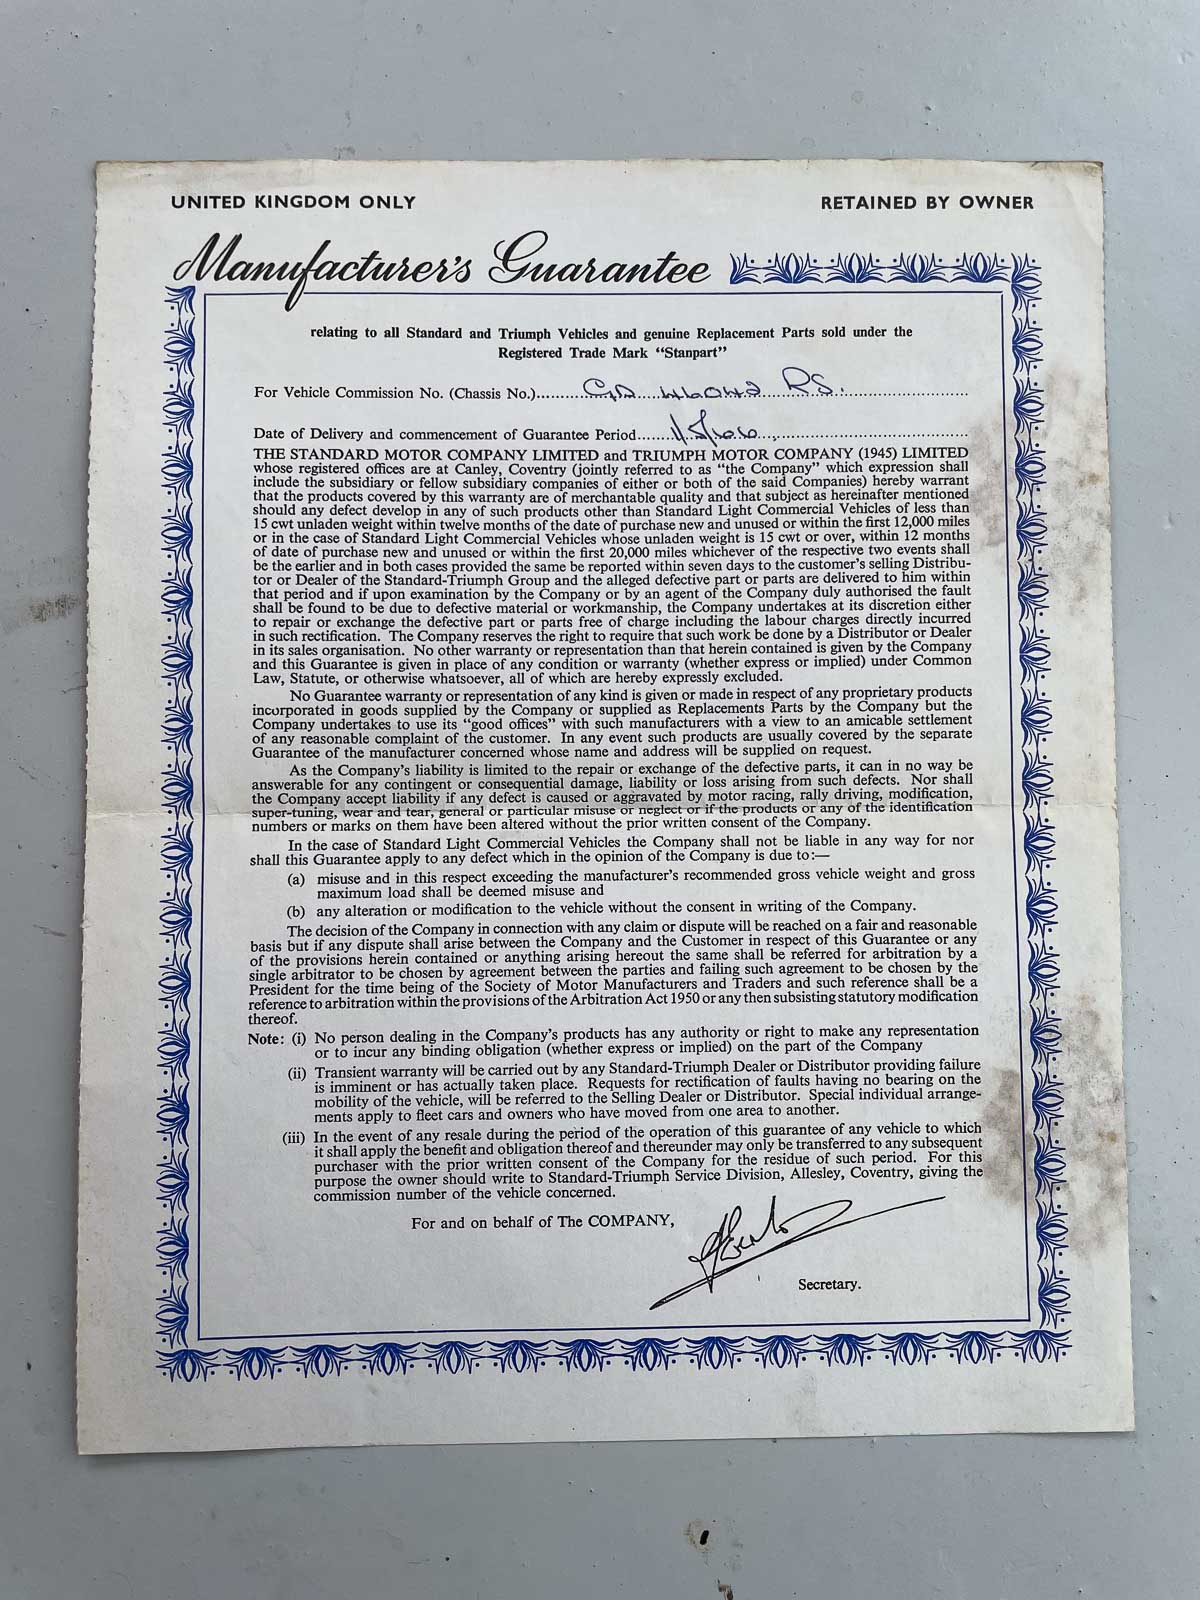 UNITED KINGDOM ONLY
RETAINED BY OWNER
Manufacturer's Guarantee
relating to all Standard and Triumph Vehicles and genuine Replacement Parts sold under the
Registered Trade Mark “Stanpart”
For Vehicle Commission No. (Chassis No.)
Date of Delivery and commencement of Guarantee Period
THE STANDARD MOTOR COMPANY LIMITED and TRIUMPH MOTOR COMPANY (1945) LIMITED
whose registered offices are at Canley, Coventry (jointly referred to as “the Company” which expression shall
include the subsidiary or fellow subsidiary companies of either or both of the said Companies) hereby warrant
that the products covered by this warranty are of merchantable quality and that subject as hereinafter mentioned
should any defect develop in any of such products other than Standard Light Commercial Vehicles of less than
15 cwt unladen weight within twelve months of the date of purchase new and unused or within the first 12,000 miles
or in the case of Standard Light Commercial Vehicles whose unladen weight is 15 cwt or over, within 12 months
of date of purchase new and unused or within the first 20,000 miles whichever of the respective two events shall
be the earlier and in both cases provided the same be reported within seven days to the customer's selling Distribu-
tor or Dealer of the Standard-Triumph Group and the alleged defective part or parts are delivered to him within
that period and if upon examination by the Company or by an agent of the Company duly authorised the fault
shall be found to be due to defective material or workmanship, the Company undertakes at its discretion either
to repair or exchange the defective part or parts free of charge including the labour charges directly incurred
in such rectification. The Company reserves the right to require that such work be done by a Distributor or Dealer
in its sales organisation. No other warranty or representation than that herein contained is given by the Company
and this Guarantee is given in place of any condition or warranty (whether express or implied) under Common
Law, Statute, or otherwise whatsoever, all of which are hereby expressly excluded.
No Guarantee warranty or representation of any kind is given or made in respect of any proprietary products
incorporated in goods supplied by the Company or supplied as Replacements Parts by the Company but the
Company undertakes to use its “good offices” with such manufacturers with a view to an amicable settlement
of any reasonable complaint of the customer. In any event such products are usually covered by the separate
Guarantee of the manufacturer concerned whose name and address will be supplied on request.
As the Company's liability is limited to the repair or exchange of the defective parts, it can in no way be
answerable for any contingent or consequential damage, liability or loss arising from such defects. Nor shall
the Company accept liability if any defect is caused or aggravated by motor racing, rally driving, modification,
super-tuning, wear and tear, general or particular misuse or neglect or if the products or any of the identification
numbers or marks on them have been altered without the prior written consent of the Company.
In the case of Standard Light Commercial Vehicles the Company shall not be liable in any way for nor
shall this Guarantee apply to any defect which in the opinion of the Company is due to:—
(a) misuse and in this respect exceeding the manufacturer's recommended gross vehicle weight and gross
maximum load shall be deemed misuse and
(b) any alteration or modification to the vehicle without the consent in writing of the Company.
The decision of the Company in connection with any claim or dispute will be reached on a fair and reasonable
basis but if any dispute shall arise between the Company and the Customer in respect of this Guarantee or any
of the provisions herein contained or anything arising hereout the same shall be referred for arbitration by a
single arbitrator to be chosen by agreement between the parties and failing such agreement to be chosen by the
President for the time being of the Society of Motor Manufacturers and Traders and such reference shall be a
reference to arbitration within the provisions of the Arbitration Act 1950 or any then subsisting statutory modification
thereof.
Note: (i) No person dealing in the Company's products has any authority or right to make any representation
or to incur any binding obligation (whether express or implied) on the part of the Company
(ii) Transient warranty will be carried out by any Standard-Triumph Dealer or Distributor providing failure
is imminent or has actually taken place. Requests for rectification of faults having no bearing on the
mobility of the vehicle, will be referred to the Selling Dealer or Distributor. Special individual arrange-
ments apply to fleet cars and owners who have moved from one area to another.
(iii) In the event of any resale during the period of the operation of this guarantee of any vehicle to which
it shall apply the benefit and obligation thereof and thereunder may only be transferred to any subsequent
purchaser with the prior written consent of the Company for the residue of such period. For this
purpose the owner should write to Standard-Triumph Service Division, Allesley, Coventry, giving the
commission number of the vehicle concerned.
For and on behalf of The COMPANY,
Secretary.